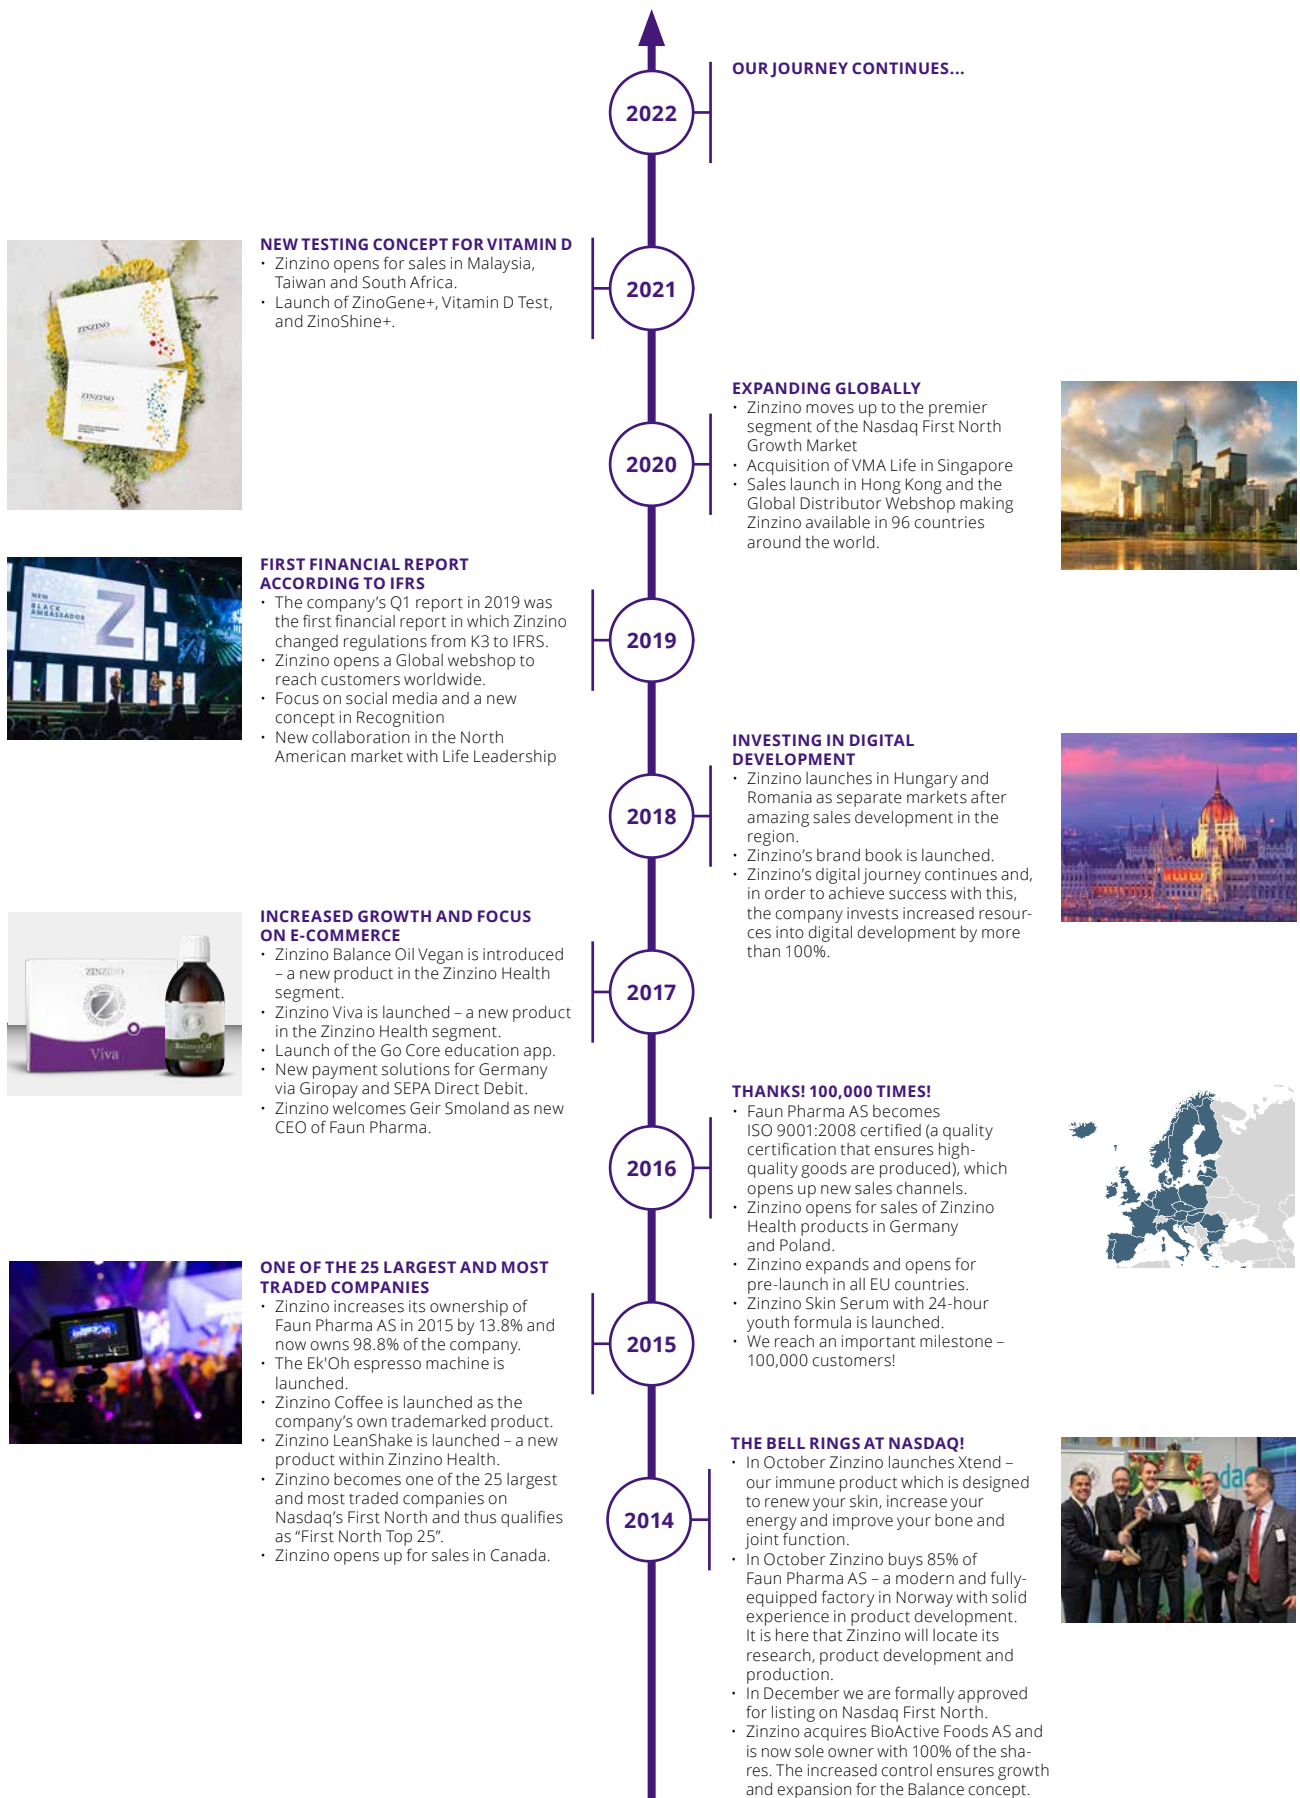 OUR JOURNEY CONTINUES...
2022
NEW TESTING CONCEPT FOR VITAMIN D
• Zinzino opens for sales in Malaysia,
Taiwan and South Africa.
• Launch of ZinoGene+, Vitamin D Test,
and ZinoShine+.
2021
ZINZINO
ZINZINO
EXPANDING GLOBALLY
• Zinzino moves up to the premier
segment of the Nasdaq First North
Growth Market
• Acquisition of VMA Life in Singapore
• Sales launch in Hong Kong and the
Global Distributor Webshop making
Zinzino available in 96 countries
around the world.
2020
FIRST FINANCIAL REPORT
ACCORDING TO IFRS
• The company's Q1 report in 2019 was
the first financial report in which Zinzino
changed regulations from K3 to IFRS.
• Zinzino opens a Global webshop to
reach customers worldwide.
• Focus on social media and a new
concept in Recognition
• New collaboration in the North
American market with Life Leadership
2019
NEW
BLACK
AMBASSADOR
Z
INVESTING IN DIGITAL
DEVELOPMENT
• Zinzino launches in Hungary and
Romania as separate markets after
amazing sales development in the
region.
• Zinzino's brand book is launched.
• Zinzino's digital journey continues and,
in order to achieve success with this,
the company invests increased resour-
ces into digital development by more
than 100%.
2018
INCREASED GROWTH AND FOCUS
ON E-COMMERCE
• Zinzino Balance Oil Vegan is introduced
– a new product in the Zinzino Health
segment.
• Zinzino Viva is launched – a new product
in the Zinzino Health segment.
• Launch of the Go Core education app.
• New payment solutions for Germany
via Giropay and SEPA Direct Debit.
• Zinzino welcomes Geir Smoland as new
CEO of Faun Pharma.
2017
ZINZINO
Z
Viva
BalanceOil
THANKS! 100,000 TIMES!
• Faun Pharma AS becomes
ISO 9001:2008 certified (a quality
certification that ensures high-
quality goods are produced), which
opens up new sales channels.
• Zinzino opens for sales of Zinzino
Health products in Germany
and Poland.
• Zinzino expands and opens for
pre-launch in all EU countries.
• Zinzino Skin Serum with 24-hour
youth formula is launched.
• We reach an important milestone –
100,000 customers!
2016
ONE OF THE 25 LARGEST AND MOST
TRADED COMPANIES
• Zinzino increases its ownership of
Faun Pharma AS in 2015 by 13.8% and
now owns 98.8% of the company.
• The Ek'Oh espresso machine is
launched.
• Zinzino Coffee is launched as the
company's own trademarked product.
• Zinzino LeanShake is launched – a new
product within Zinzino Health.
• Zinzino becomes one of the 25 largest
and most traded companies on
Nasdaq's First North and thus qualifies
as “First North Top 25”.
• Zinzino opens up for sales in Canada.
2015
THE BELL RINGS AT NASDAQ!
• In October Zinzino launches Xtend –
our immune product which is designed
to renew your skin, increase your
energy and improve your bone and
joint function.
• In October Zinzino buys 85% of
Faun Pharma AS – a modern and fully-
equipped factory in Norway with solid
experience in product development.
It is here that Zinzino will locate its
research, product development and
production.
• In December we are formally approved
for listing on Nasdaq First North.
• Zinzino acquires BioActive Foods AS and
is now sole owner with 100% of the sha-
res. The increased control ensures growth
and expansion for the Balance concept.
2014